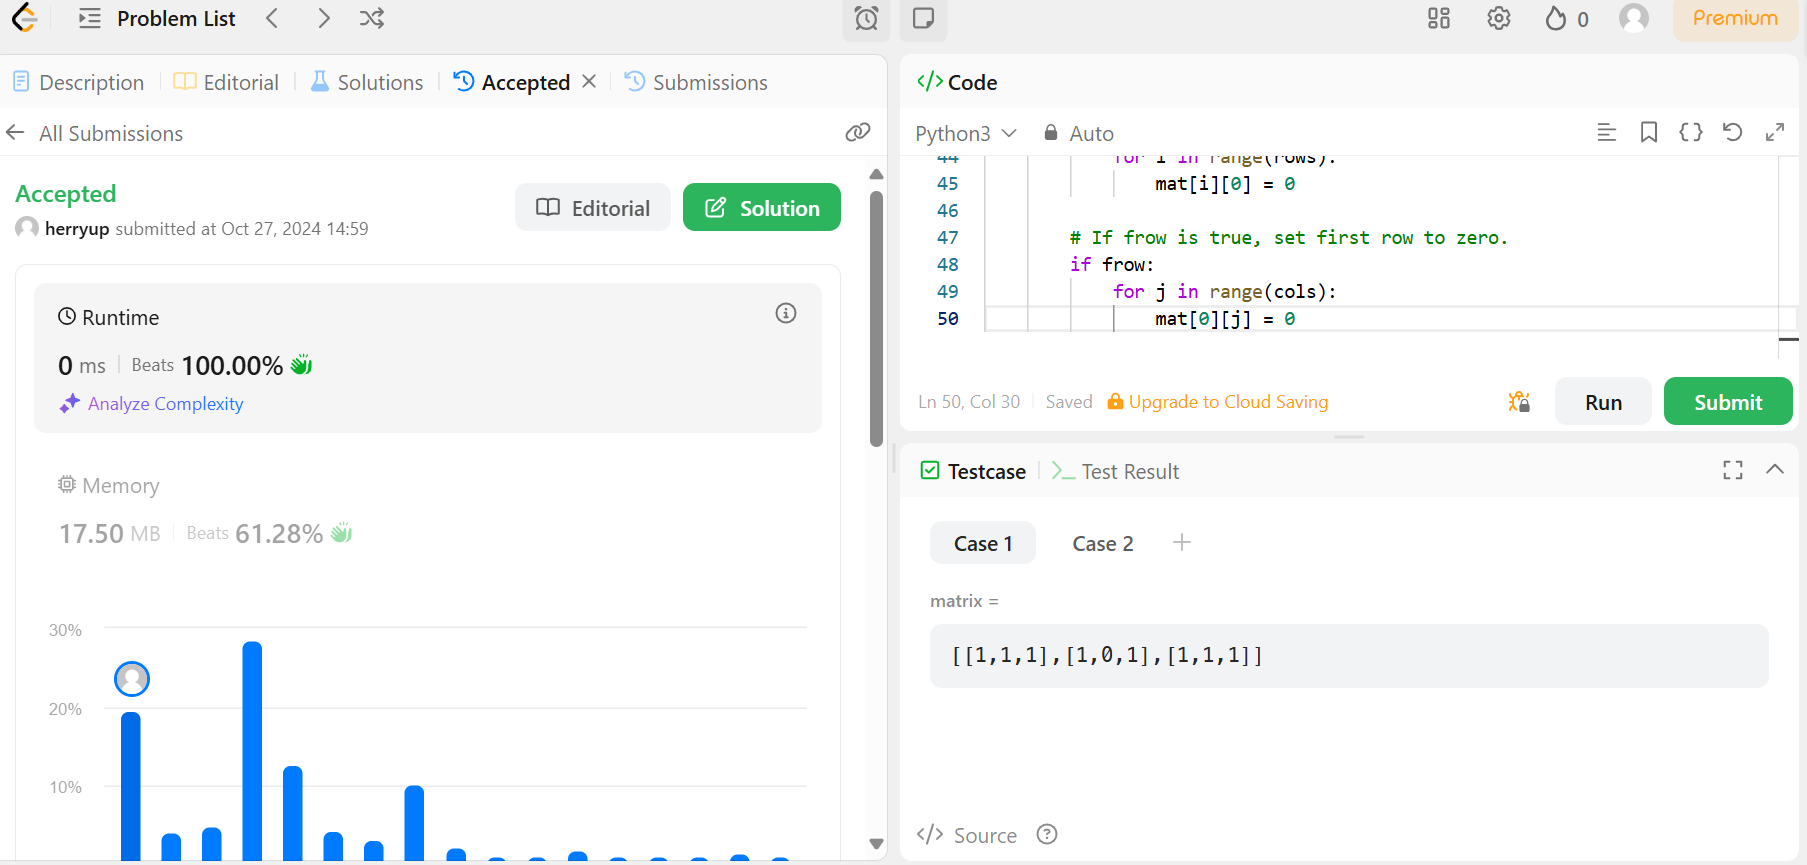 Problem List
0
Premium
Description
Editorial
Solutions
Accepted
Submissions
All Submissions
Accepted
herryup submitted at Oct 27, 2024 14:59
Editorial
Solution
Runtime
0 ms
Beats 100.00%
Analyze Complexity
Memory
17.50 MB
Beats 61.28%
30%
20%
10%
</> Code
Python3
Auto
44 for i in range(rows):
45 mat[i][0] = 0
46
47 # If frow is true, set first row to zero.
48 if frow:
49 for j in range(cols):
50 mat[0][j] = 0
Ln 50, Col 30
Saved
Upgrade to Cloud Saving
Run
Submit
Testcase
>_ Test Result
Case 1
Case 2
+
matrix =
[[1,1,1],[1,0,1],[1,1,1]]
</> Source